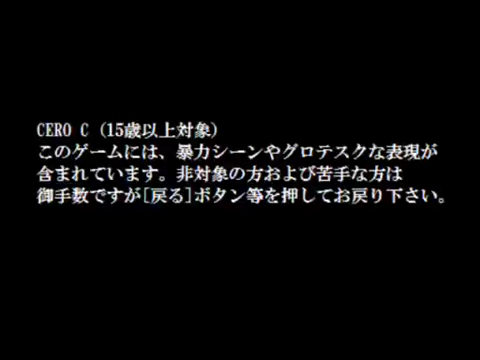 CERO C (15歳以上対象)
このゲームには、暴力シーンやグロテスクな表現が
含まれています。非対象の方および苦手な方は
御手数ですが[戻る]ボタン等を押してお戻り下さい。